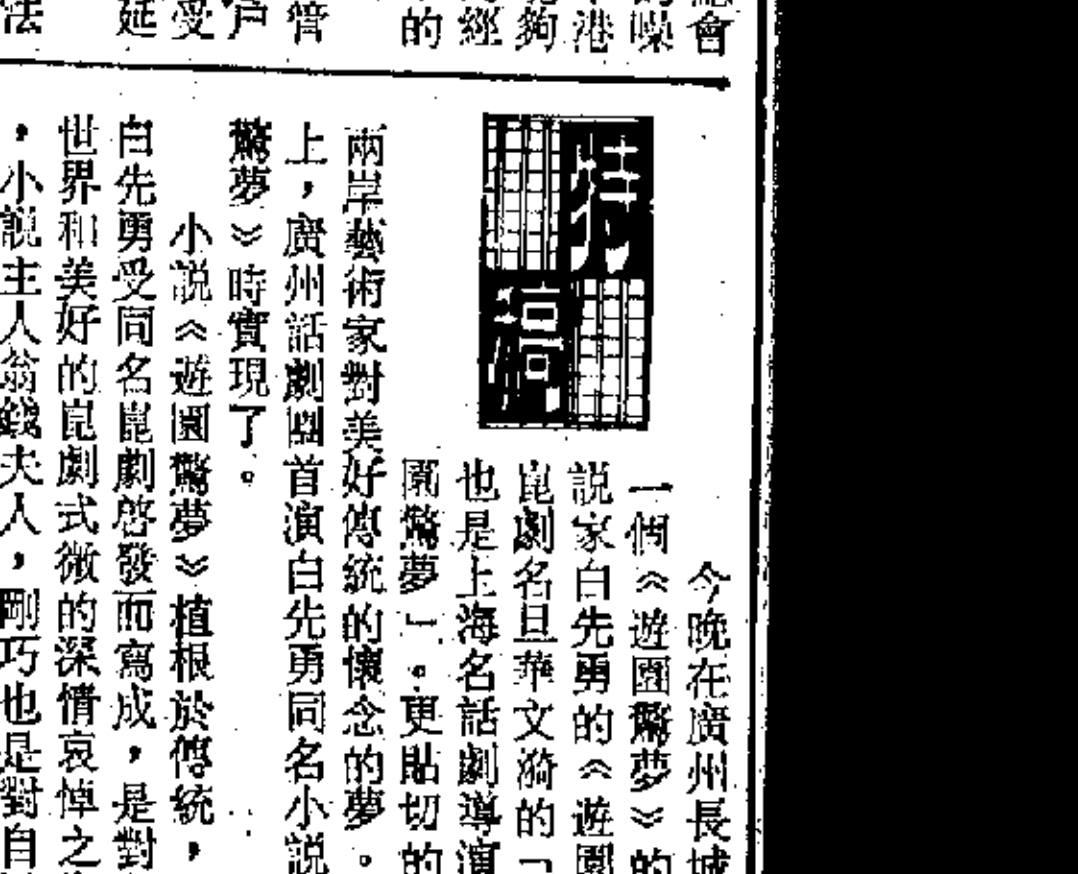 總會
噪
港
夠
經
的
管
戶
受
延
法
特
稿
今晚在廣州長城
一個《遊園驚夢》的
説家白先勇的《遊園
崑劇名旦華文漪的「
也是上海名話劇導演
園驚夢」。更貼切的
兩岸藝術家對美好傳統的懷念的夢。
上，廣州話劇團首演白先勇同名小説
驚夢》時實現了。
小説《遊園驚夢》植根於傳統，
白先勇受同名崑劇啓發而寫成，是對
世界和美好的崑劇式微的深情哀悼之
，小説主人翁錢夫人，剛巧也是對自